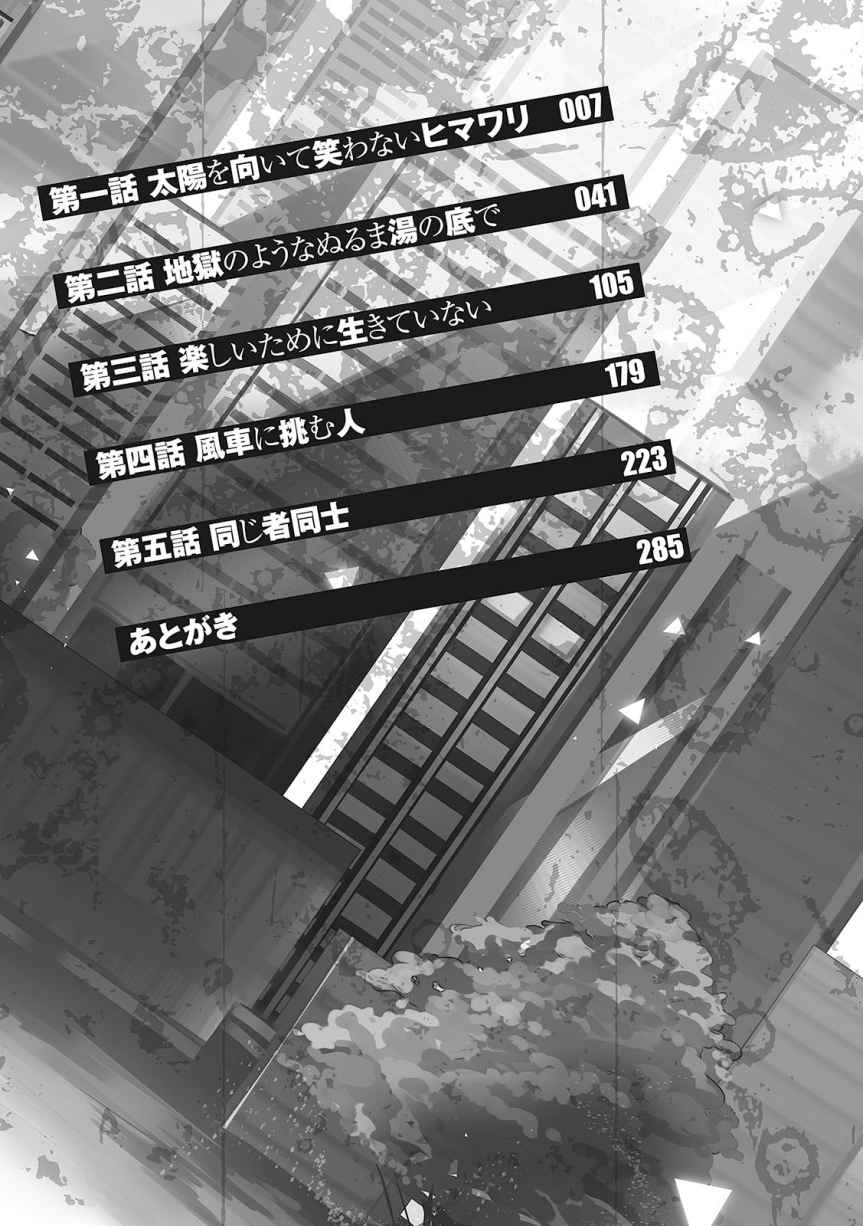 第一話 太陽を向いて笑わないヒマワリ 007
第二話 地獄のようなぬるま湯の底で 041
第三話 楽しいために生きていない 105
第四話 風車に挑む人 179
第五話 同じ者同士 223
あとがき 285